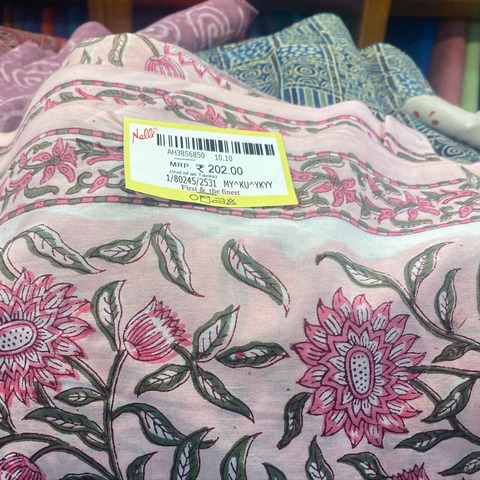 Nalli
AH3856850 10.10
MRP. ₹ 202.00
(Incl of all Taxes)
1/80245/2531 MY^KU^YKYY
First & the finest